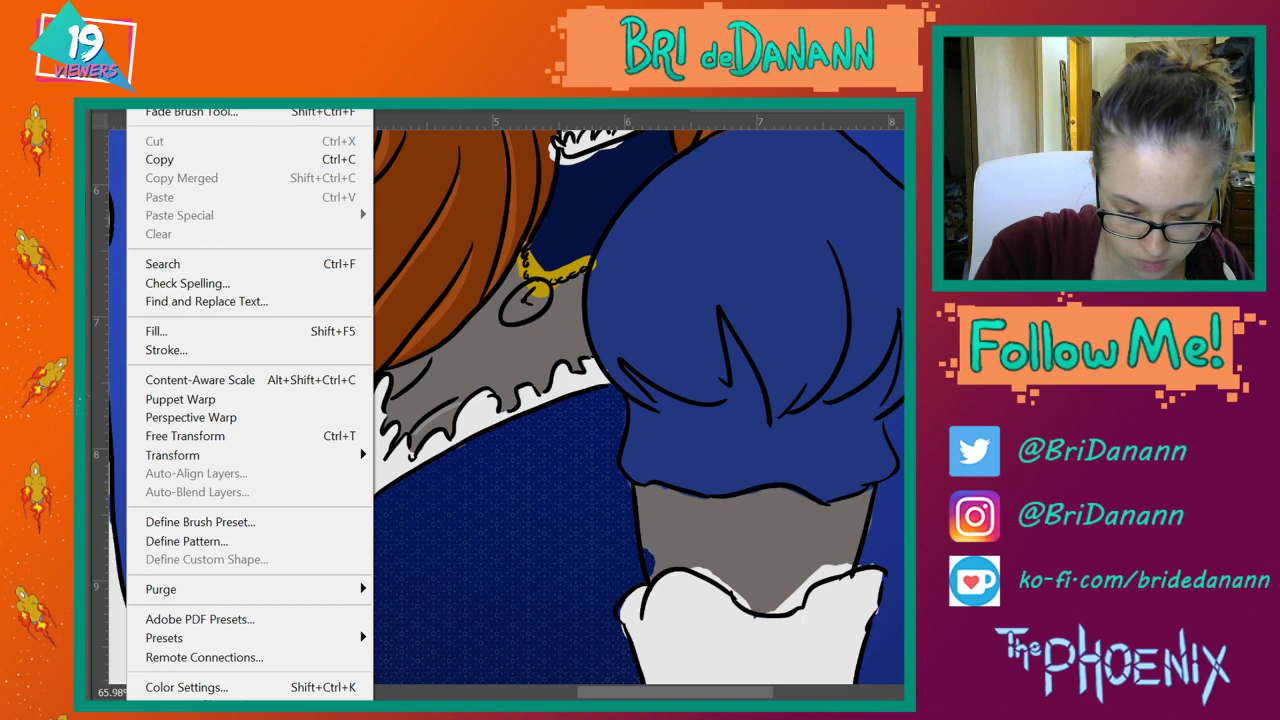 19
VIEWERS
BRI deDANANN
Fade Brush Tool... Shift+Ctrl+F
Cut Ctrl+X
Copy Ctrl+C
Copy Merged Shift+Ctrl+C
Paste Ctrl+V
Paste Special
Clear
Search Ctrl+F
Check Spelling...
Find and Replace Text...
Fill... Shift+F5
Stroke...
Content-Aware Scale Alt+Shift+Ctrl+C
Puppet Warp
Perspective Warp
Free Transform Ctrl+T
Transform
Auto-Align Layers...
Auto-Blend Layers...
Define Brush Preset...
Define Pattern...
Define Custom Shape...
Purge
Adobe PDF Presets...
Presets
Remote Connections...
Color Settings... Shift+Ctrl+K
5 6 7 8
6
7
8
9
65.98%
Follow Me!
@BriDanann
@BriDanann
ko-fi.com/bridedanann
The PHOENIX